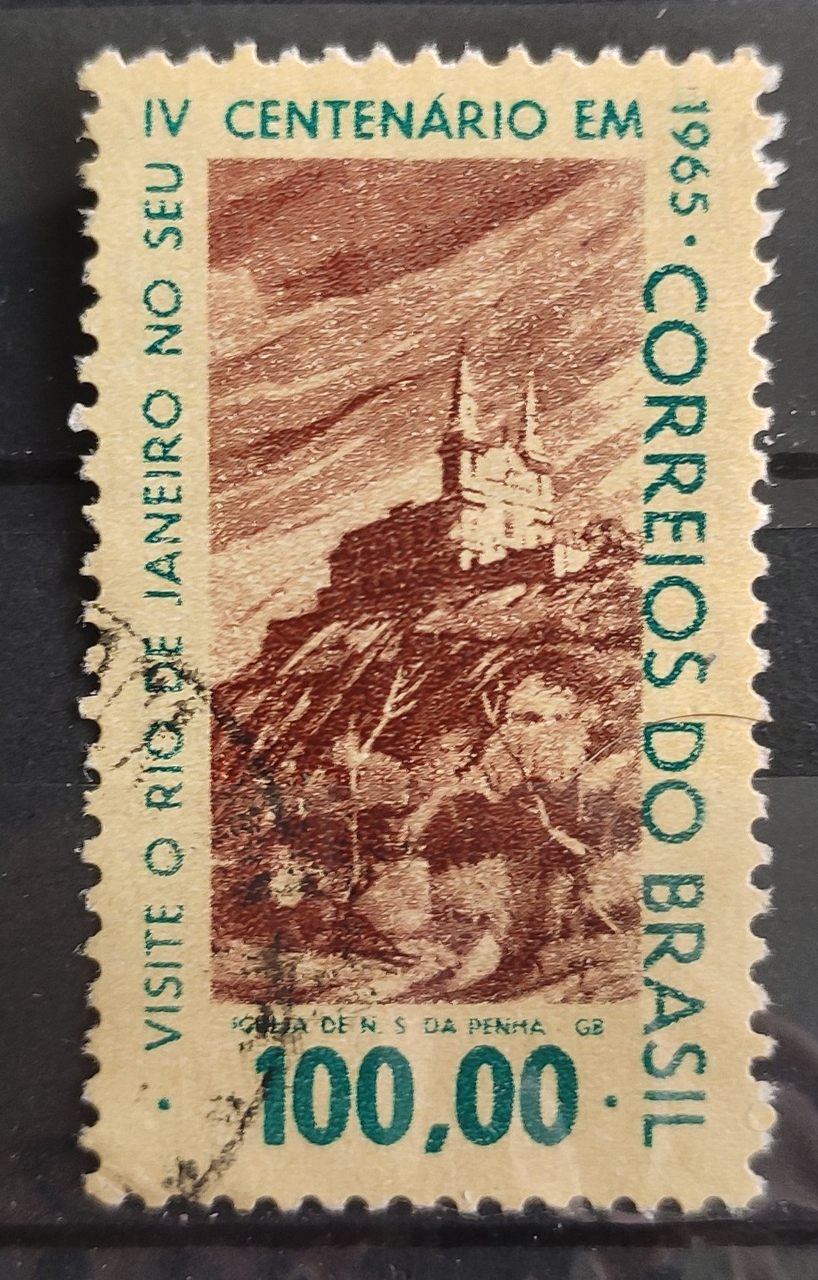 VISITE O RIO DE JANEIRO NO SEU
IV CENTENÁRIO EM
1965 · CORREIOS DO BRASIL
IGREJA DE N. S. DA PENHA GB
· 100,00 ·